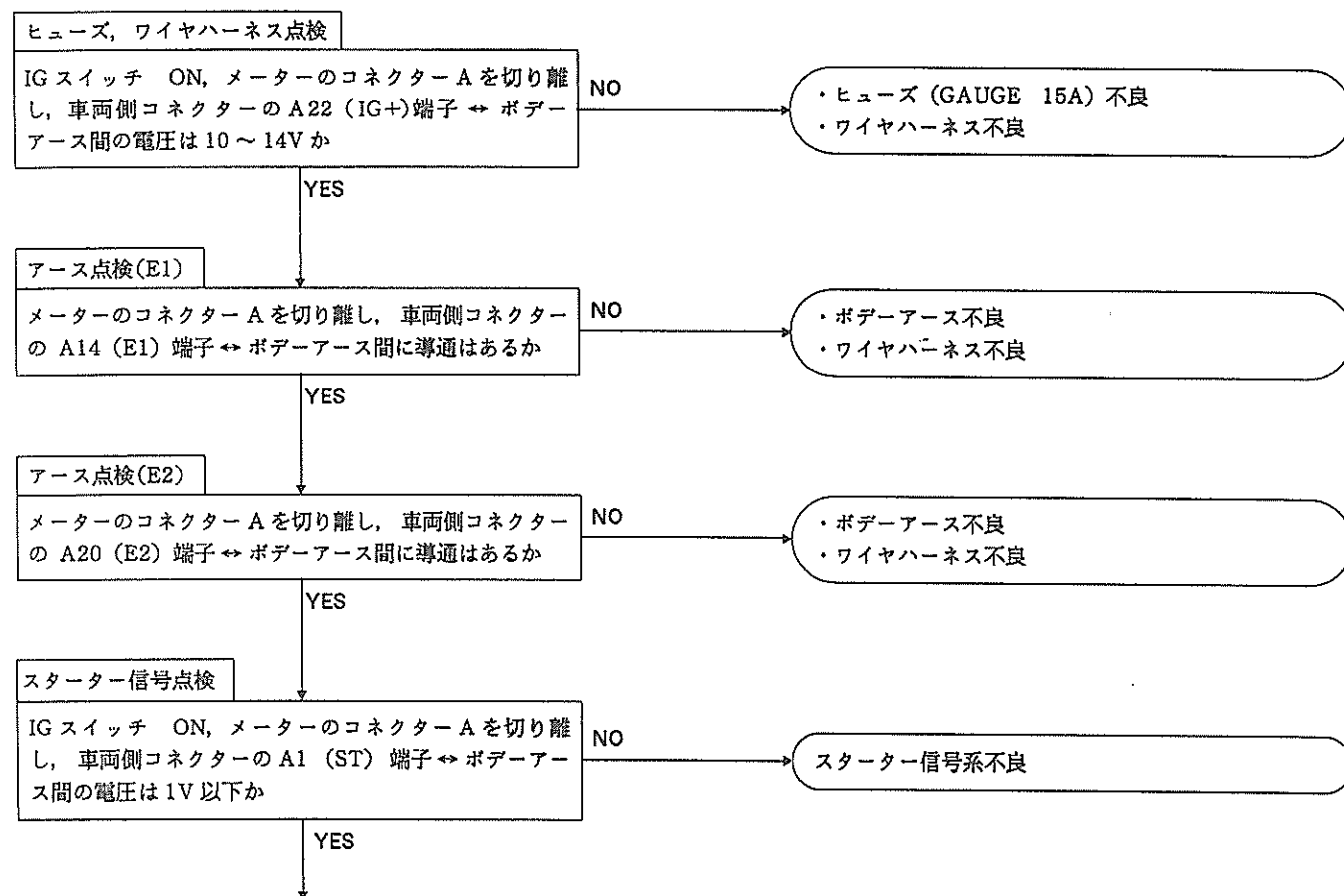 ヒューズ, ワイヤハーネス点検
IG スイッチ ON, メーターのコネクター A を切り離
し, 車両側コネクターの A22 (IG+)端子 ↔ ボデー
アース間の電圧は 10 ~ 14V か
NO
・ヒューズ (GAUGE 15A) 不良
・ワイヤハーネス不良
YES
アース点検(E1)
メーターのコネクター A を切り離し, 車両側コネクター
の A14 (E1) 端子 ↔ ボデーアース間に導通はあるか
NO
・ボデーアース不良
・ワイヤハーネス不良
YES
アース点検(E2)
メーターのコネクター A を切り離し, 車両側コネクター
の A20 (E2) 端子 ↔ ボデーアース間に導通はあるか
NO
・ボデーアース不良
・ワイヤハーネス不良
YES
スターター信号点検
IG スイッチ ON, メーターのコネクター A を切り離
し, 車両側コネクターの A1 (ST) 端子 ↔ ボデーアー
ス間の電圧は 1V 以下か
NO
スターター信号系不良
YES